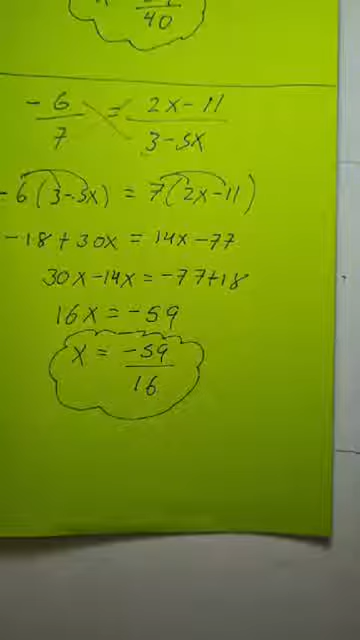 40
-6/7 = 2x-11/3-5x
-6(3-5x) = 7(2x-11)
-18+30x = 14x-77
30x-14x = -77+18
16x = -59
x = -59/16